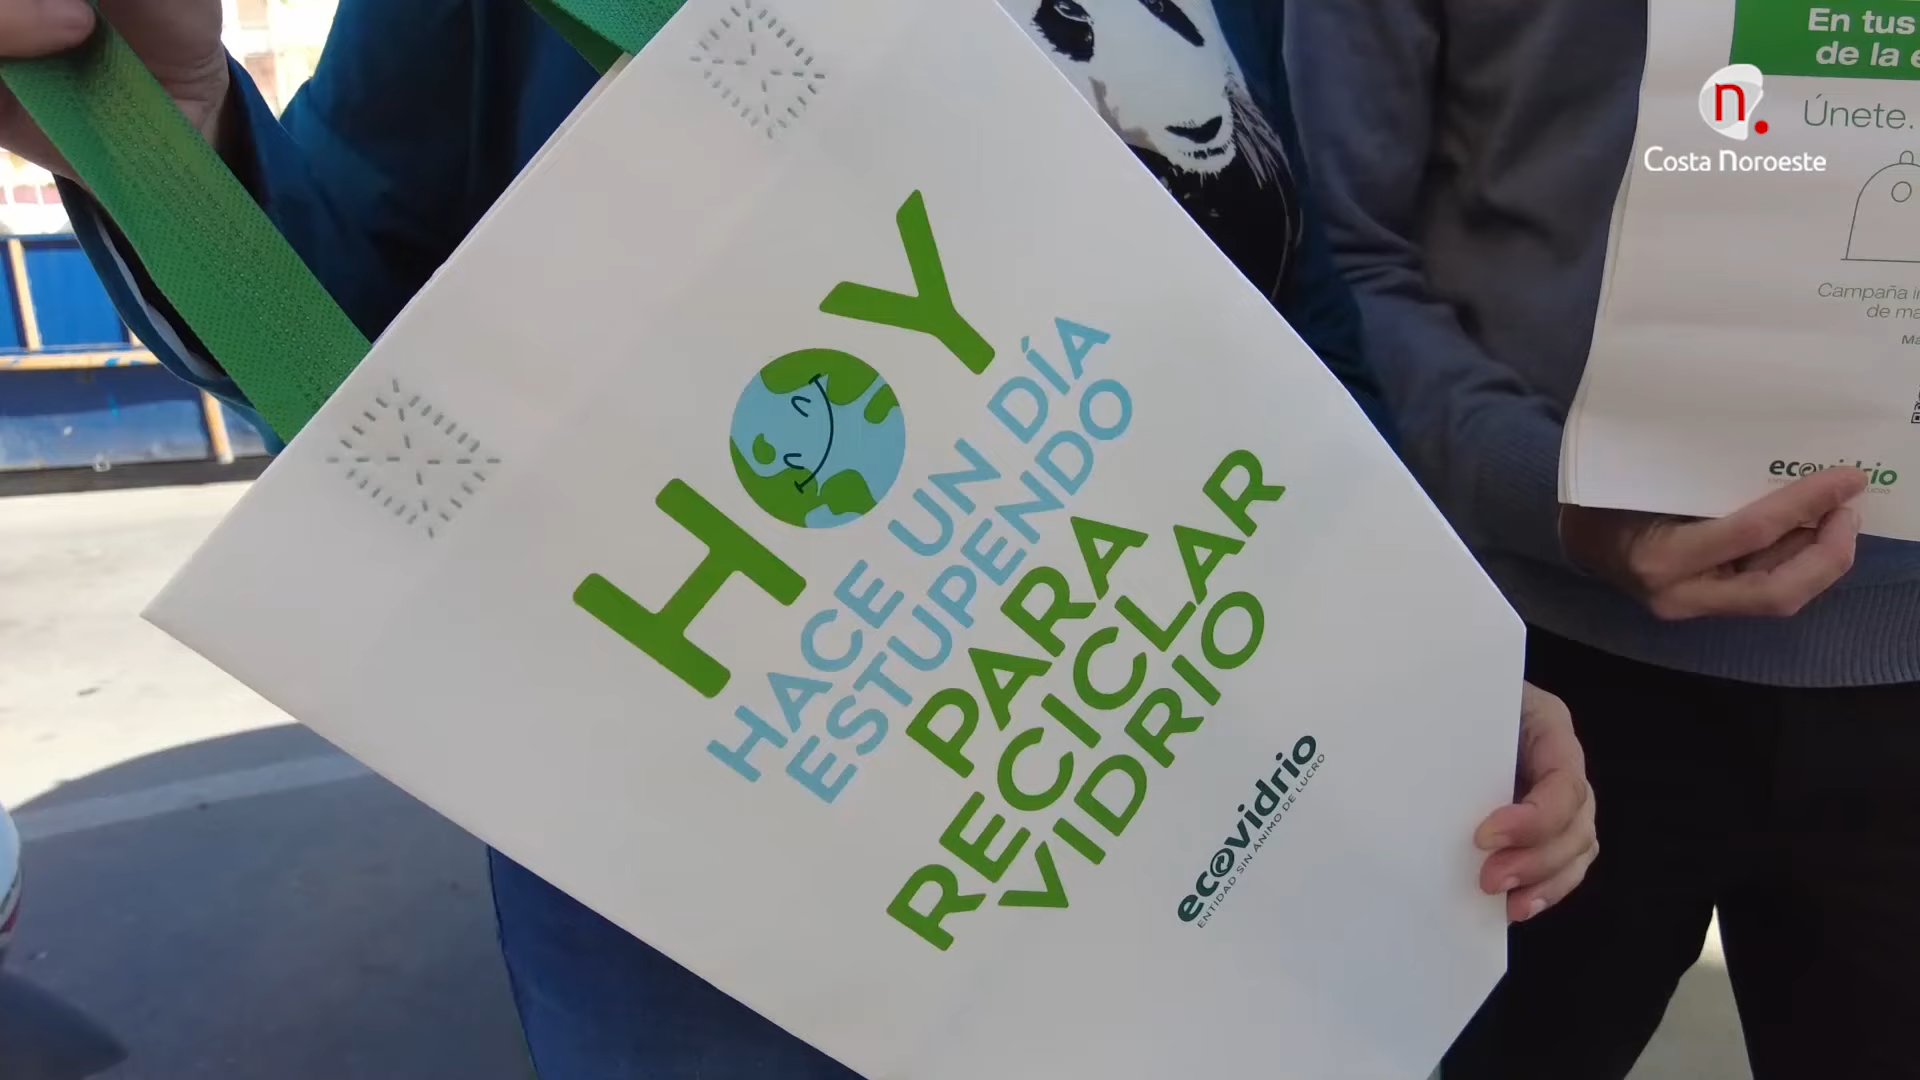 HOY
HACE UN DÍA
ESTUPENDO
PARA
RECICLAR
VIDRIO
ecovidrio
ENTIDAD SIN ÁNIMO DE LUCRO
En tus
de la
n.
Costa Noroeste
Únete.
Campaña
de
ecovidrio